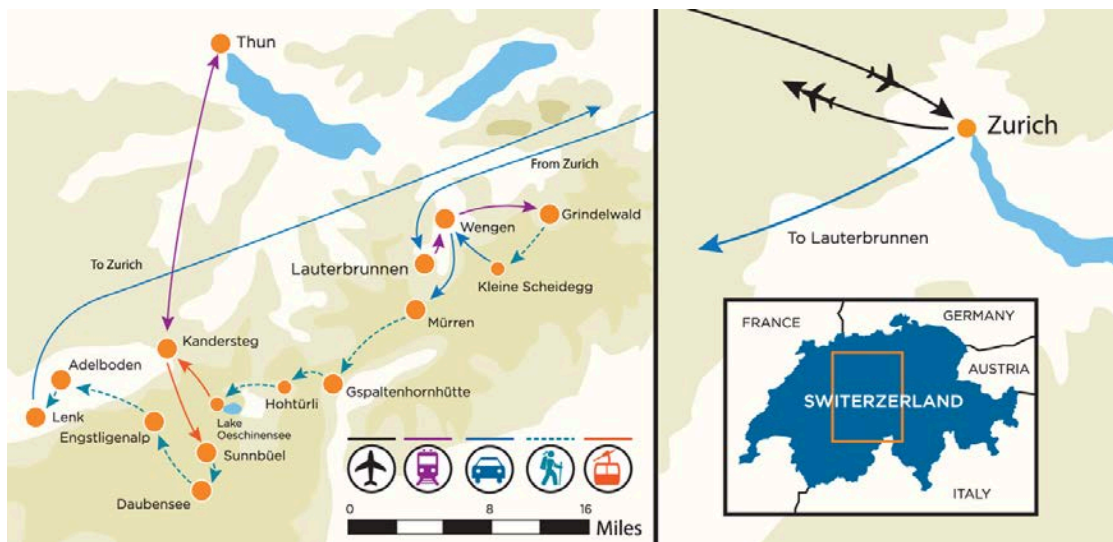 Thun
From Zurich
Wengen
Grindelwald
Lauterbrunnen
Kleine Scheidegg
To Zurich
Mürren
Kandersteg
Adelboden
Gspaltenhornhütte
Hohtürli
Lake
Oeschinensee
Lenk
Engstligenalp
Sunnbüel
Daubensee
0 8 16
Miles
Zurich
To Lauterbrunnen
FRANCE
GERMANY
AUSTRIA
SWITERZERLAND
ITALY